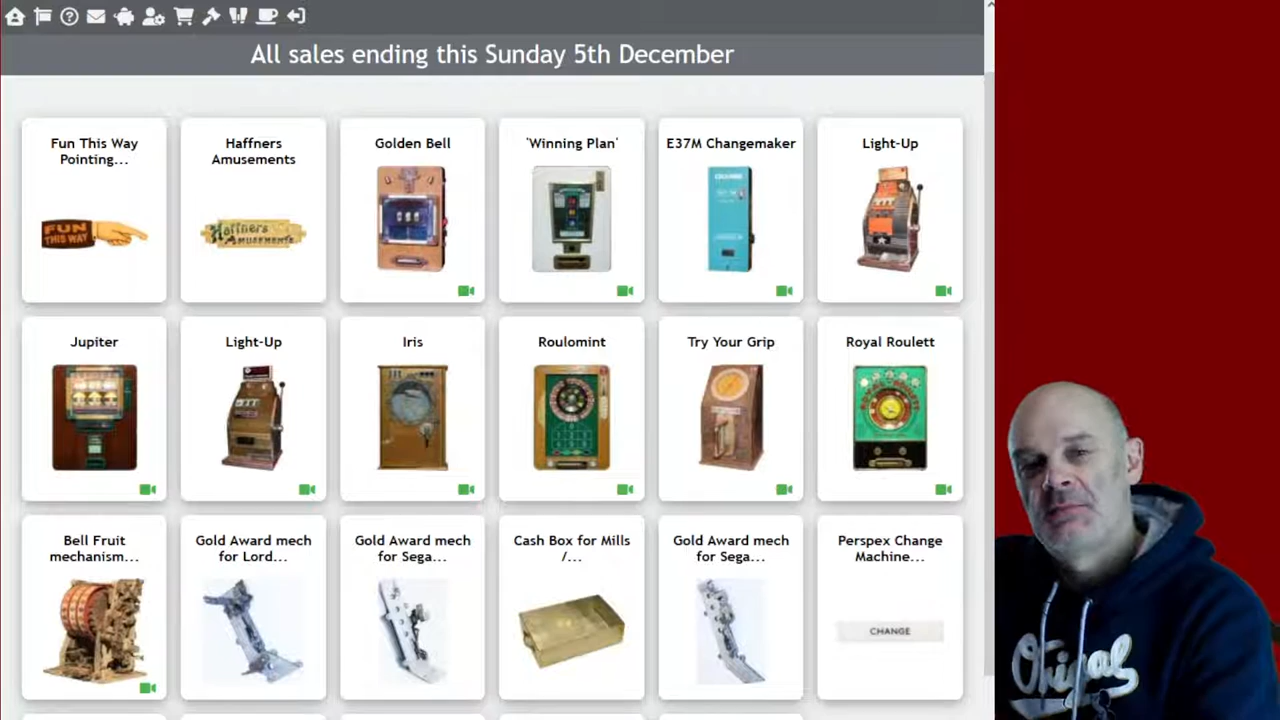 All sales ending this Sunday 5th December
Fun This Way
Pointing...
FUN
THIS WAY
Haffners
Amusements
Haffners
AMUSEMENTS
Golden Bell
'Winning Plan'
E37M Changemaker
CHANGE
Light-Up
Jupiter
Light-Up
Iris
Roulomint
Try Your Grip
Royal Roulett
Bell Fruit
mechanism...
Gold Award mech
for Lord...
Gold Award mech
for Sega...
Cash Box for Mills
/...
Gold Award mech
for Sega...
Perspex Change
Machine...
CHANGE